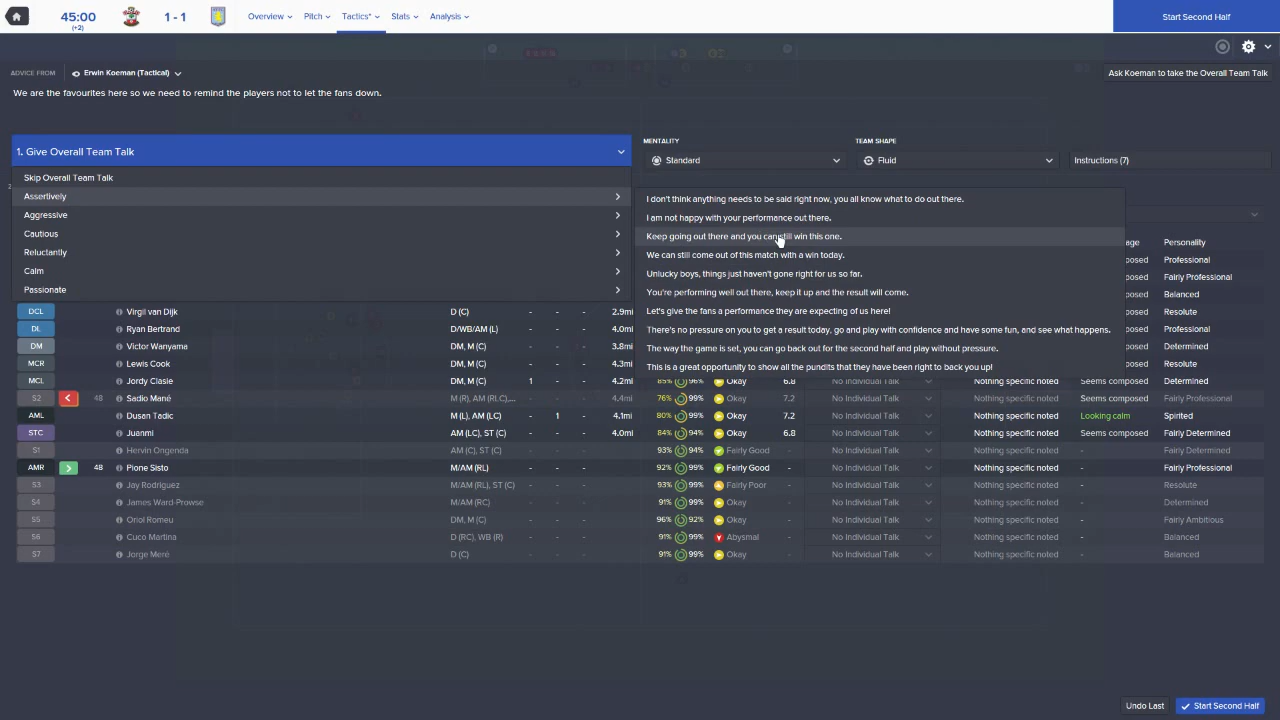 45:00
(+2)
1 - 1
Overview
Pitch
Tactics*
Stats
Analysis
Start Second Half
ADVICE FROM
Erwin Koeman (Tactical)
Ask Koeman to take the Overall Team Talk
We are the favourites here so we need to remind the players not to let the fans down.
1. Give Overall Team Talk
MENTALITY
TEAM SHAPE
Standard
Fluid
Instructions (7)
Skip Overall Team Talk
Assertively
Aggressive
Cautious
Reluctantly
Calm
Passionate
I don't think anything needs to be said right now, you all know what to do out there.
I am not happy with your performance out there.
Keep going out there and you can still win this one.
We can still come out of this match with a win today.
Unlucky boys, things just haven't gone right for us so far.
You're performing well out there, keep it up and the result will come.
Let's give the fans a performance they are expecting of us here!
There's no pressure on you to get a result today, go and play with confidence and have some fun, and see what happens.
The way the game is set, you can go back out for the second half and play without pressure.
This is a great opportunity to show all the pundits that they have been right to back you up!
Personality
Professional
Fairly Professional
Balanced
DCL Virgil van Dijk D (C) - - 2.9mi Resolute
DL Ryan Bertrand D/WB/AM (L) - - 4.0mi Professional
DM Victor Wanyama DM, M (C) - - 3.8mi Determined
MCR Lewis Cook DM, M (C) - - 4.3mi Resolute
MCL Jordy Clasie DM, M (C) 1 - 4.2mi 85% 96% Okay 6.8 No Individual Talk Nothing specific noted Seems composed Determined
S2 48 Sadio Mané M (R), AM (RLC),... - - 4.4mi 76% 99% Okay 7.2 No Individual Talk Nothing specific noted Seems composed Fairly Professional
AML Dusan Tadic M (L), AM (LC) - 1 4.1mi 80% 99% Okay 7.2 No Individual Talk Nothing specific noted Looking calm Spirited
STC Juanmi AM (LC), ST (C) - - 4.0mi 84% 94% Okay 6.8 No Individual Talk Nothing specific noted Seems composed Fairly Determined
S1 Hervin Ongenda AM (LC), ST (C) - - - 93% 94% Fairly Good - No Individual Talk Nothing specific noted - Fairly Determined
AMR 48 Pione Sisto M/AM (RL) - - - 92% 99% Fairly Good - No Individual Talk Nothing specific noted - Fairly Professional
S3 Jay Rodriguez M/AM (RL), ST (C) - - - 93% 99% Fairly Poor - No Individual Talk Nothing specific noted - Resolute
S4 James Ward-Prowse M/AM (RC) - - - 91% 99% Okay - No Individual Talk Nothing specific noted - Determined
S5 Oriol Romeu DM, M (C) - - - 96% 92% Okay - No Individual Talk Nothing specific noted - Fairly Ambitious
S6 Cuco Martina D (RC), WB (R) - - - 91% 99% Abysmal - No Individual Talk Nothing specific noted - Balanced
S7 Jorge Meré D (C) - - - 91% 99% Okay - No Individual Talk Nothing specific noted - Balanced
Undo Last
Start Second Half